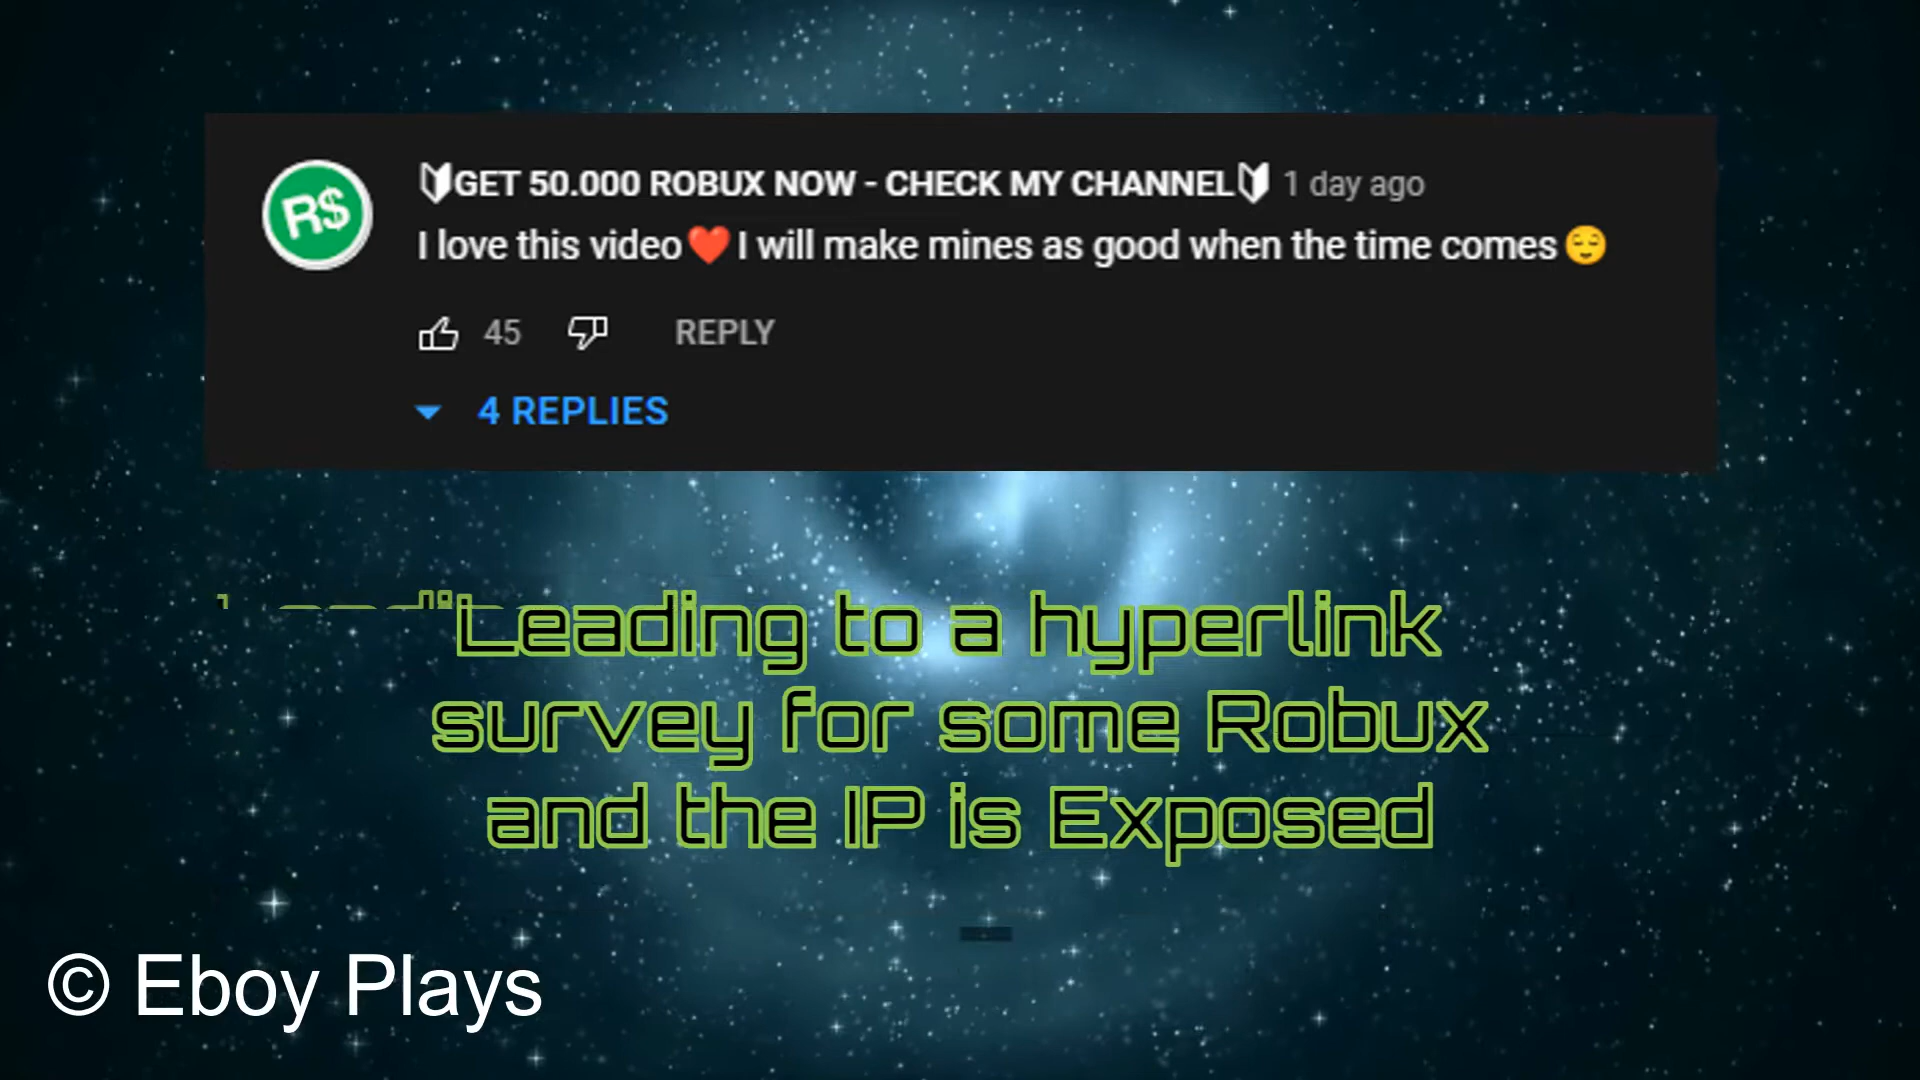 R$
🔰GET 50.000 ROBUX NOW - CHECK MY CHANNEL🔰 1 day ago
I love this video❤️I will make mines as good when the time comes😌
45 REPLY
4 REPLIES
Leading to a hyperlink
survey for some Robux
and the IP is Exposed
© Eboy Plays